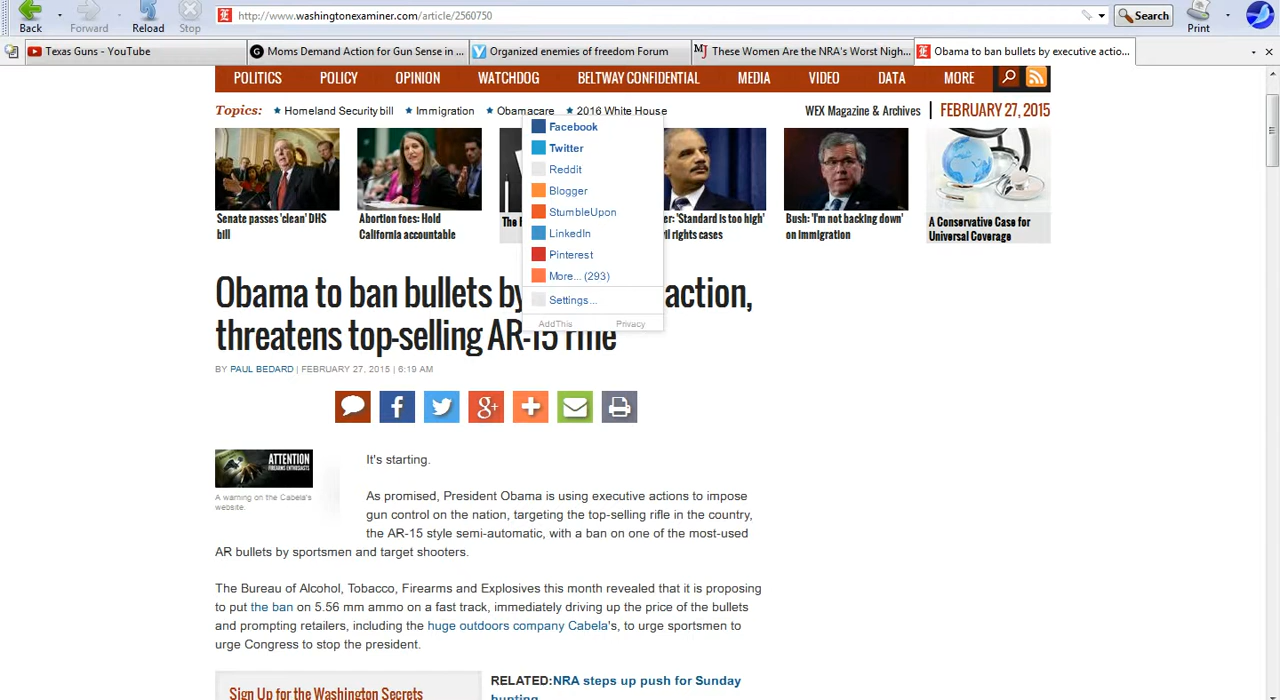 Back
Forward
Reload
Stop
http://www.washingtonexaminer.com/article/2560750
Search
Print
Texas Guns - YouTube
Moms Demand Action for Gun Sense in ...
Organized enemies of freedom Forum
These Women Are the NRA's Worst Nigh...
Obama to ban bullets by executive actio...
POLITICS POLICY OPINION WATCHDOG BELTWAY CONFIDENTIAL MEDIA VIDEO DATA MORE
Topics: ★ Homeland Security bill ★ Immigration ★ Obamacare ★ 2016 White House
WEX Magazine & Archives | FEBRUARY 27, 2015
Senate passes 'clean' DHS
bill
Abortion foes: Hold
California accountable
'Standard is too high'
rights cases
Bush: 'I'm not backing down'
on immigration
A Conservative Case for
Universal Coverage
Facebook
Twitter
Reddit
Blogger
StumbleUpon
LinkedIn
Pinterest
More... (293)
Settings...
AddThis Privacy
Obama to ban bullets by action,
threatens top-selling AR-15 rifle
BY PAUL BEDARD | FEBRUARY 27, 2015 | 6:19 AM
ATTENTION
FIREARMS ENTHUSIASTS
A warning on the Cabela's
website.
It's starting.
As promised, President Obama is using executive actions to impose
gun control on the nation, targeting the top-selling rifle in the country,
the AR-15 style semi-automatic, with a ban on one of the most-used
AR bullets by sportsmen and target shooters.
The Bureau of Alcohol, Tobacco, Firearms and Explosives this month revealed that it is proposing
to put the ban on 5.56 mm ammo on a fast track, immediately driving up the price of the bullets
and prompting retailers, including the huge outdoors company Cabela's, to urge sportsmen to
urge Congress to stop the president.
Sign Up for the Washington Secrets
RELATED:NRA steps up push for Sunday
hunting